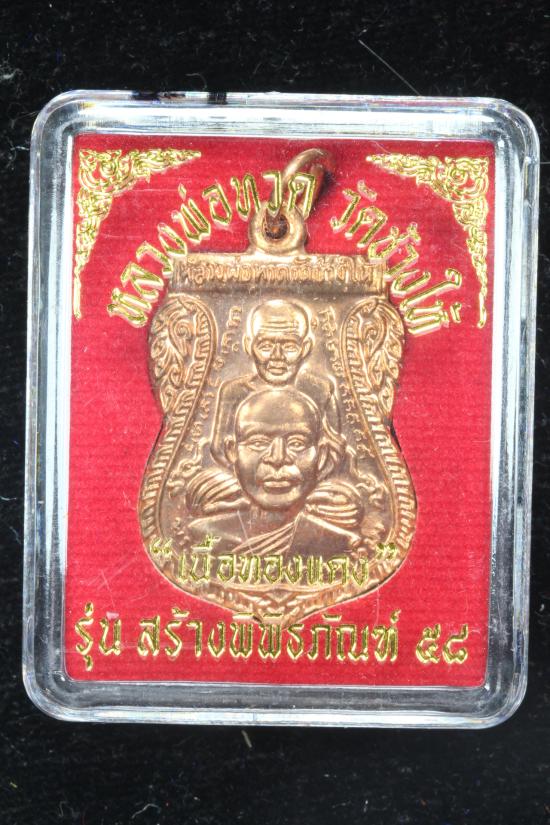 หลวงพ่อทวด วัดช้างให้
หลวงพ่อทวดวัดช้างให้
"เนื้อทองแดง"
รุ่น สร้างพิพิธภัณฑ์ ๕๘